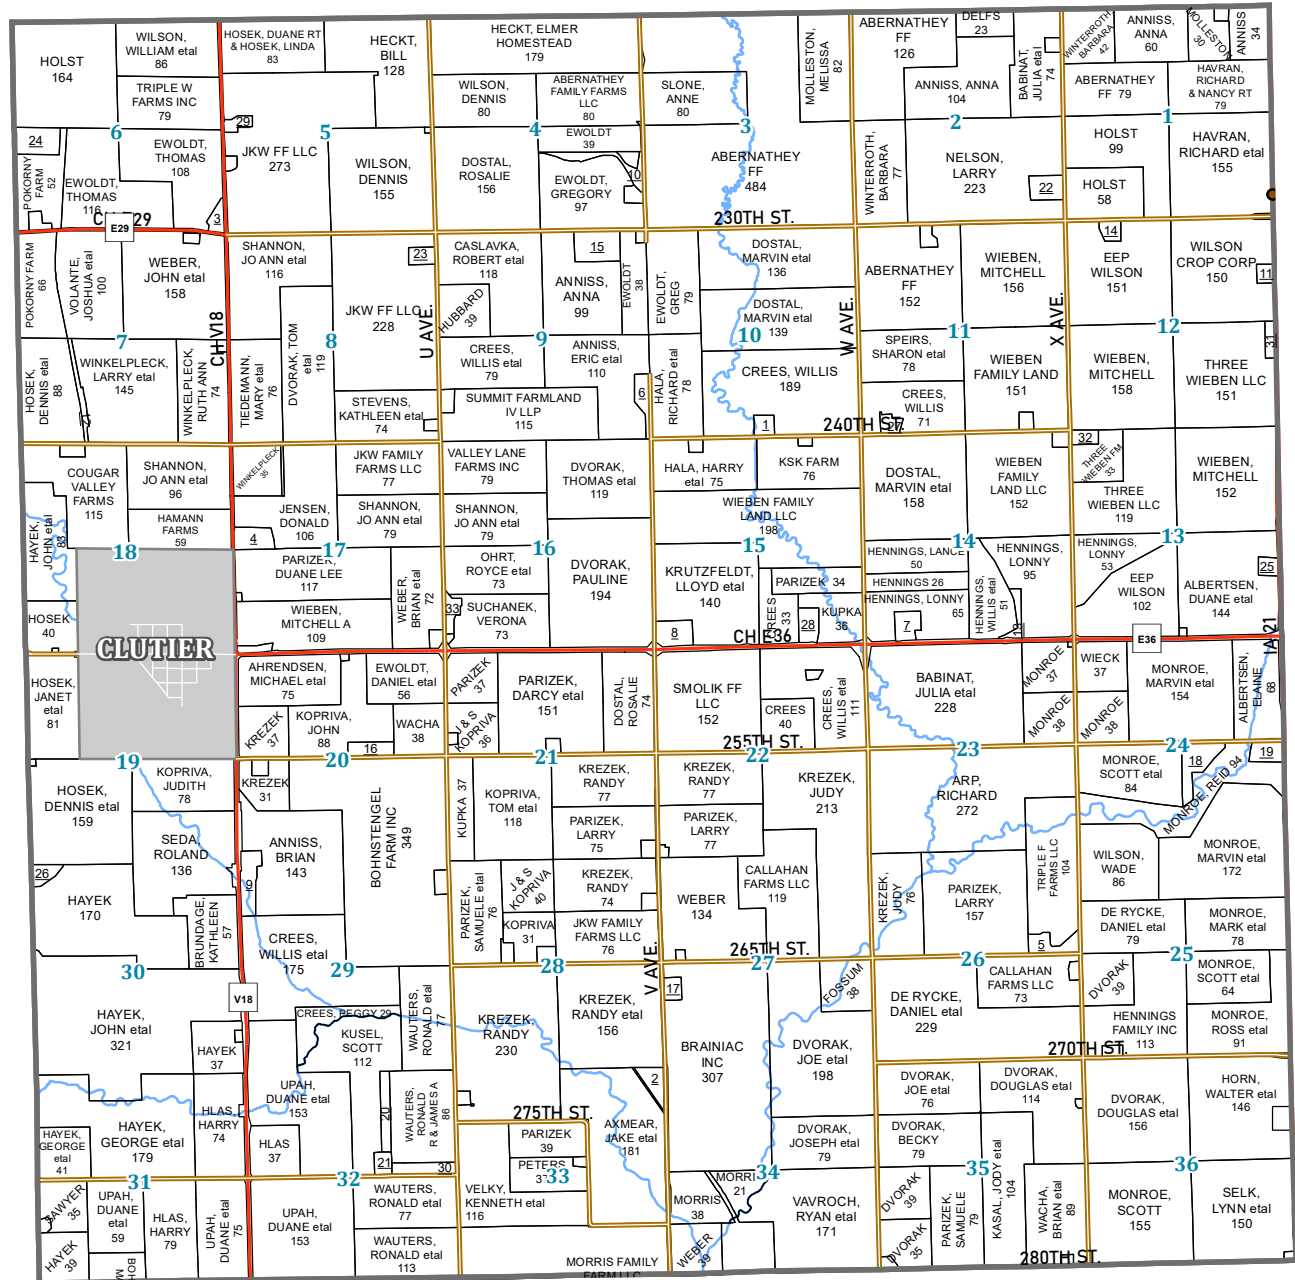 HOLST
164
WILSON,
WILLIAM etal
86
HOSEK, DUANE RT
& HOSEK, LINDA
83
HECKT,
BILL
128
HECKT, ELMER
HOMESTEAD
179
MOLLESTON,
MELISSA
82
ABERNATHEY
FF
126
DELFS
23
BABINAT,
JULIA etal
74
WINTERROTH
BARBARA
42
ANNISS,
ANNA
60
MOLLESTON
30
ANNISS
34
TRIPLE W
FARMS INC
79
WILSON,
DENNIS
80
ABERNATHEY
FAMILY FARMS
LLC
80
SLONE,
ANNE
80
ANNISS, ANNA
104
ABERNATHY
FF 79
HAVRAN,
RICHARD
& NANCY RT
79
6
29
5
4
3
2
1
24
POKORNY
FARM
52
EWOLDT,
THOMAS
108
EWOLDT,
THOMAS
116
JKW FF LLC
273
WILSON,
DENNIS
155
DOSTAL,
ROSALIE
156
EWOLDT
39
EWOLDT,
GREGORY
97
10
ABERNATHEY
FF
484
WINTERROTH,
BARBARA
77
NELSON,
LARRY
223
22
HOLST
99
HOLST
58
HAVRAN,
RICHARD etal
155
3
E29
230TH ST.
POKORNY FARM
66
VOLANTE,
JOSHUA etal
100
WEBER,
JOHN etal
158
CH V18
SHANNON,
JO ANN etal
116
JKW FF LLC
228
23
U AVE.
CASLAVKA,
ROBERT etal
118
HUBBARD
39
15
ANNISS,
ANNA
99
EWOLDT
38
EWOLDT,
GREG
79
DOSTAL,
MARVIN etal
136
DOSTAL,
MARVIN etal
139
W AVE.
ABERNATHEY
FF
152
WIEBEN,
MITCHELL
156
X AVE.
14
EEP
WILSON
151
WILSON
CROP CORP
150
11
7
8
9
10
11
12
31
HOSEK,
DENNIS etal
88
WINKELPLECK,
LARRY etal
145
WINKELPLECK,
RUTH ANN
74
TIEDEMANN,
MARY etal
76
DVORAK, TOM
etal
119
STEVENS,
KATHLEEN etal
74
CREES,
WILLIS etal
79
ANNISS,
ERIC etal
110
SUMMIT FARMLAND
IV LLP
115
6
HALA,
RICHARD etal
78
CREES, WILLIS
189
1
SPEIRS,
SHARON etal
78
CREES,
WILLIS
71
27
WIEBEN
FAMILY LAND
151
WIEBEN,
MITCHELL
158
THREE
WIEBEN LLC
151
240TH ST.
COUGAR
VALLEY
FARMS
115
SHANNON,
JO ANN etal
96
HAMANN
FARMS
59
WINKELPLECK
35
JENSEN,
DONALD
106
JKW FAMILY
FARMS LLC
77
SHANNON,
JO ANN etal
79
VALLEY LANE
FARMS INC
79
SHANNON,
JO ANN etal
79
DVORAK,
THOMAS etal
119
HALA, HARRY
etal 75
KSK FARM
76
WIEBEN FAMILY
LAND LLC
198
DOSTAL,
MARVIN etal
158
WIEBEN
FAMILY
LAND LLC
152
32
THREE
WIEBEN FM
33
THREE
WIEBEN LLC
119
WIEBEN,
MITCHELL
152
HAYEK,
JOHN etal
83
4
18
17
16
15
14
13
PARIZEK,
DUANE LEE
117
WIEBEN,
MITCHELL A
109
WEBER,
BRIAN etal
72
33
OHRT,
ROYCE etal
73
SUCHANEK,
VERONA
73
DVORAK,
PAULINE
194
KRUTZFELDT,
LLOYD etal
140
8
PARIZEK 34
CREES
33
28
KUPKA
36
HENNINGS, LANCE
50
HENNINGS 26
HENNINGS, LONNY
65
7
HENNINGS,
WILLIS etal
51
HENNINGS,
LONNY
95
HENNINGS,
LONNY
53
EEP
WILSON
102
ALBERTSEN,
DUANE etal
144
25
HOSEK
40
CLUTIER
CH E36
E36
IA 21
HOSEK,
JANET
etal
81
AHRENDSEN,
MICHAEL etal
75
EWOLDT,
DANIEL etal
56
KREZEK
37
KOPRIVA,
JOHN
88
16
WACHA
38
PARIZEK
37
J & S
KOPRIVA
36
PARIZEK,
DARCY etal
151
DOSTAL,
ROSALIE
74
SMOLIK FF
LLC
152
CREES
40
CREES,
WILLIS etal
111
BABINAT,
JULIA etal
228
MONROE
37
MONROE
38
WIECK
37
MONROE
38
MONROE,
MARVIN etal
154
ALBERTSEN,
ELAINE
68
255TH ST.
19
20
21
22
23
24
HOSEK,
DENNIS etal
159
KOPRIVA,
JUDITH
78
KREZEK
31
BOHNSTENGEL
FARM INC
349
KUPKA 37
KOPRIVA,
TOM etal
118
KREZEK,
RANDY
77
PARIZEK,
LARRY
75
KREZEK,
RANDY
77
PARIZEK,
LARRY
77
KREZEK,
JUDY
213
ARP,
RICHARD
272
MONROE,
SCOTT etal
84
18
MONROE, REID 94
19
SEDA,
ROLAND
136
ANNISS,
BRIAN
143
9
TRIPLE F
FARMS LLC
104
WILSON,
WADE
86
MONROE,
MARVIN etal
172
26
HAYEK
170
BRUNDAGE,
KATHLEEN
57
CREES,
WILLIS etal
175
PARIZEK,
SAMUELE etal
76
J & S
KOPRIVA
40
KOPRIVA
31
KREZEK,
RANDY
74
JKW FAMILY
FARMS LLC
76
WEBER
134
CALLAHAN
FARMS LLC
119
KREZEK,
JUDY
76
PARIZEK,
LARRY
157
5
DE RYCKE,
DANIEL etal
79
MONROE,
MARK etal
78
V AVE.
265TH ST.
30
29
28
27
26
25
V18
HAYEK,
JOHN etal
321
HAYEK
37
CREES, PEGGY 29
KUSEL,
SCOTT
112
WAUTERS,
RONALD etal
77
KREZEK,
RANDY
230
KREZEK,
RANDY etal
156
17
BRAINIAC
INC
307
FOSSUM
38
DVORAK,
JOE etal
198
DE RYCKE,
DANIEL etal
229
CALLAHAN
FARMS LLC
73
DVORAK
39
MONROE,
SCOTT etal
64
HENNINGS
FAMILY INC
113
MONROE,
ROSS etal
91
270TH ST.
HAYEK,
GEORGE
etal
41
HAYEK,
GEORGE etal
179
HLAS,
HARRY
74
UPAH,
DUANE etal
153
HLAS
37
20
21
WAUTERS,
RONALD
R & JAMES A
86
30
275TH ST.
PARIZEK
39
PETERS
37
AXMEAR,
JAKE etal
181
2
DVORAK,
JOSEPH etal
79
DVORAK,
JOE etal
76
DVORAK,
BECKY
79
DVORAK,
DOUGLAS etal
114
DVORAK,
DOUGLAS etal
156
HORN,
WALTER etal
146
31
32
33
34
35
36
SAWYER
35
HAYEK
39
UPAH,
DUANE
etal
59
HLAS,
HARRY
79
UPAH,
DUANE etal
75
UPAH,
DUANE etal
153
WAUTERS,
RONALD etal
77
WAUTERS,
RONALD etal
113
VELKY,
KENNETH etal
116
MORRIS FAMILY
FARM LLC
MORRIS
38
MORRIS
21
WEBER
39
VAVROCH,
RYAN etal
171
DVORAK
39
DVORAK
35
PARIZEK,
SAMUELE
79
KASAL, JODY etal
104
WACHA,
BRIAN etal
89
MONROE,
SCOTT
155
SELK,
LYNN etal
150
280TH ST.